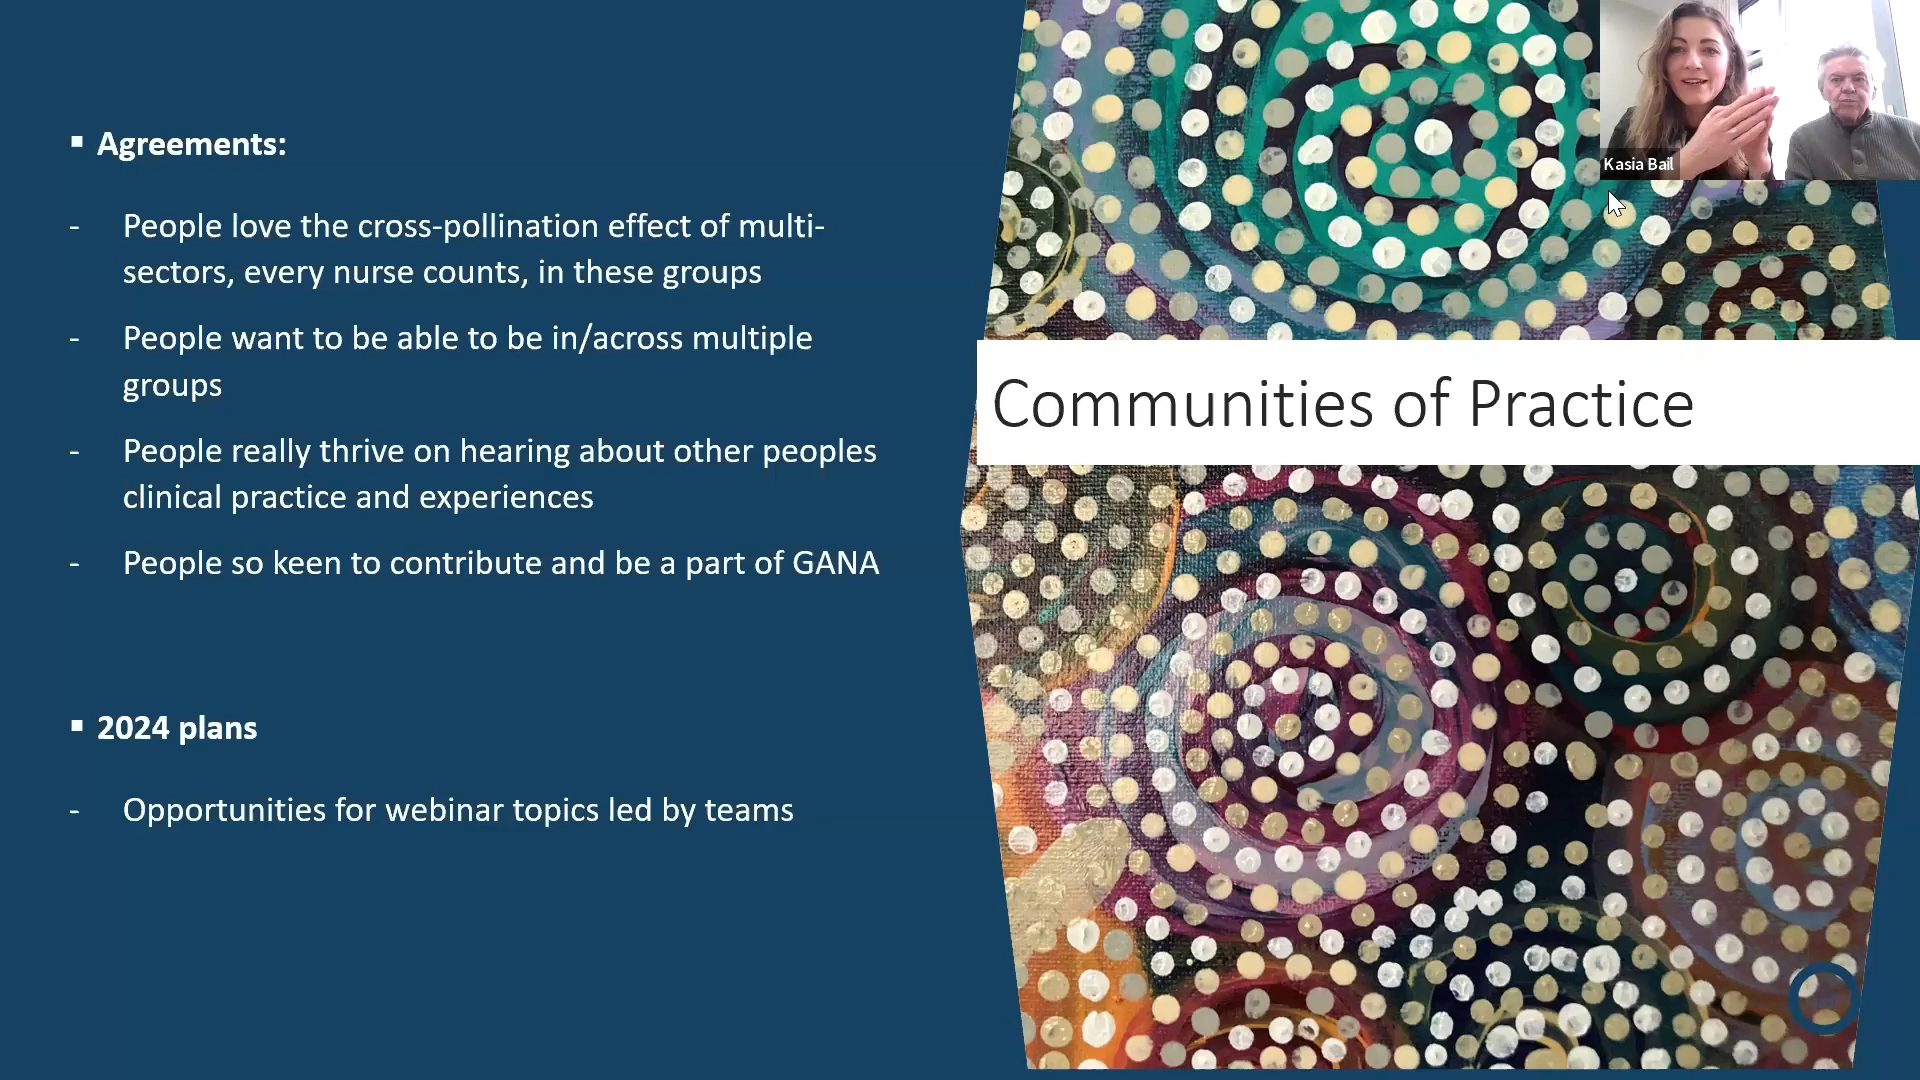 ▪ Agreements:
- People love the cross-pollination effect of multi-
sectors, every nurse counts, in these groups
- People want to be able to be in/across multiple
groups
- People really thrive on hearing about other peoples
clinical practice and experiences
- People so keen to contribute and be a part of GANA
▪ 2024 plans
- Opportunities for webinar topics led by teams
Communities of Practice
Kasia Bail